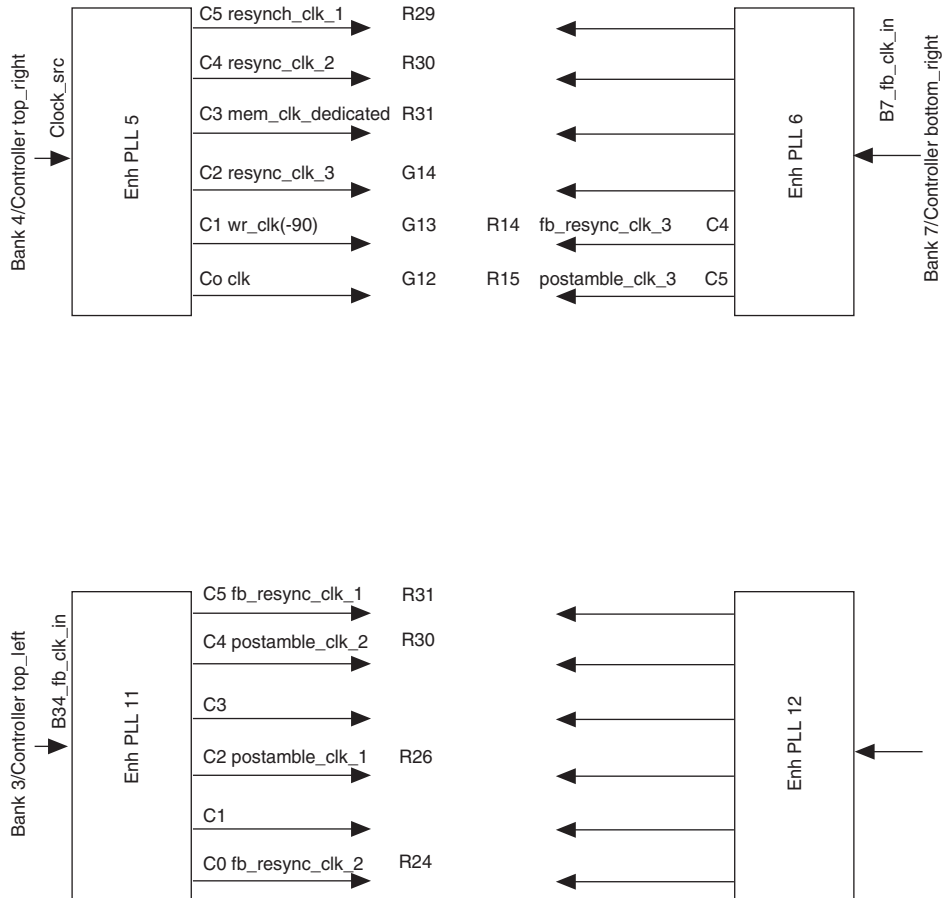 C5 resynch_clk_1 R29
C4 resync_clk_2 R30
C3 mem_clk_dedicated R31
C2 resync_clk_3 G14
C1 wr_clk(-90) G13
Co clk G12
Bank 4/Controller top_right
Clock_src
Enh PLL 5
R14 fb_resync_clk_3 C4
R15 postamble_clk_3 C5
Enh PLL 6
B7_fb_clk_in
Bank 7/Controller bottom_right
C5 fb_resync_clk_1 R31
C4 postamble_clk_2 R30
C3
C2 postamble_clk_1 R26
C1
C0 fb_resync_clk_2 R24
Bank 3/Controller top_left
B34_fb_clk_in
Enh PLL 11
Enh PLL 12